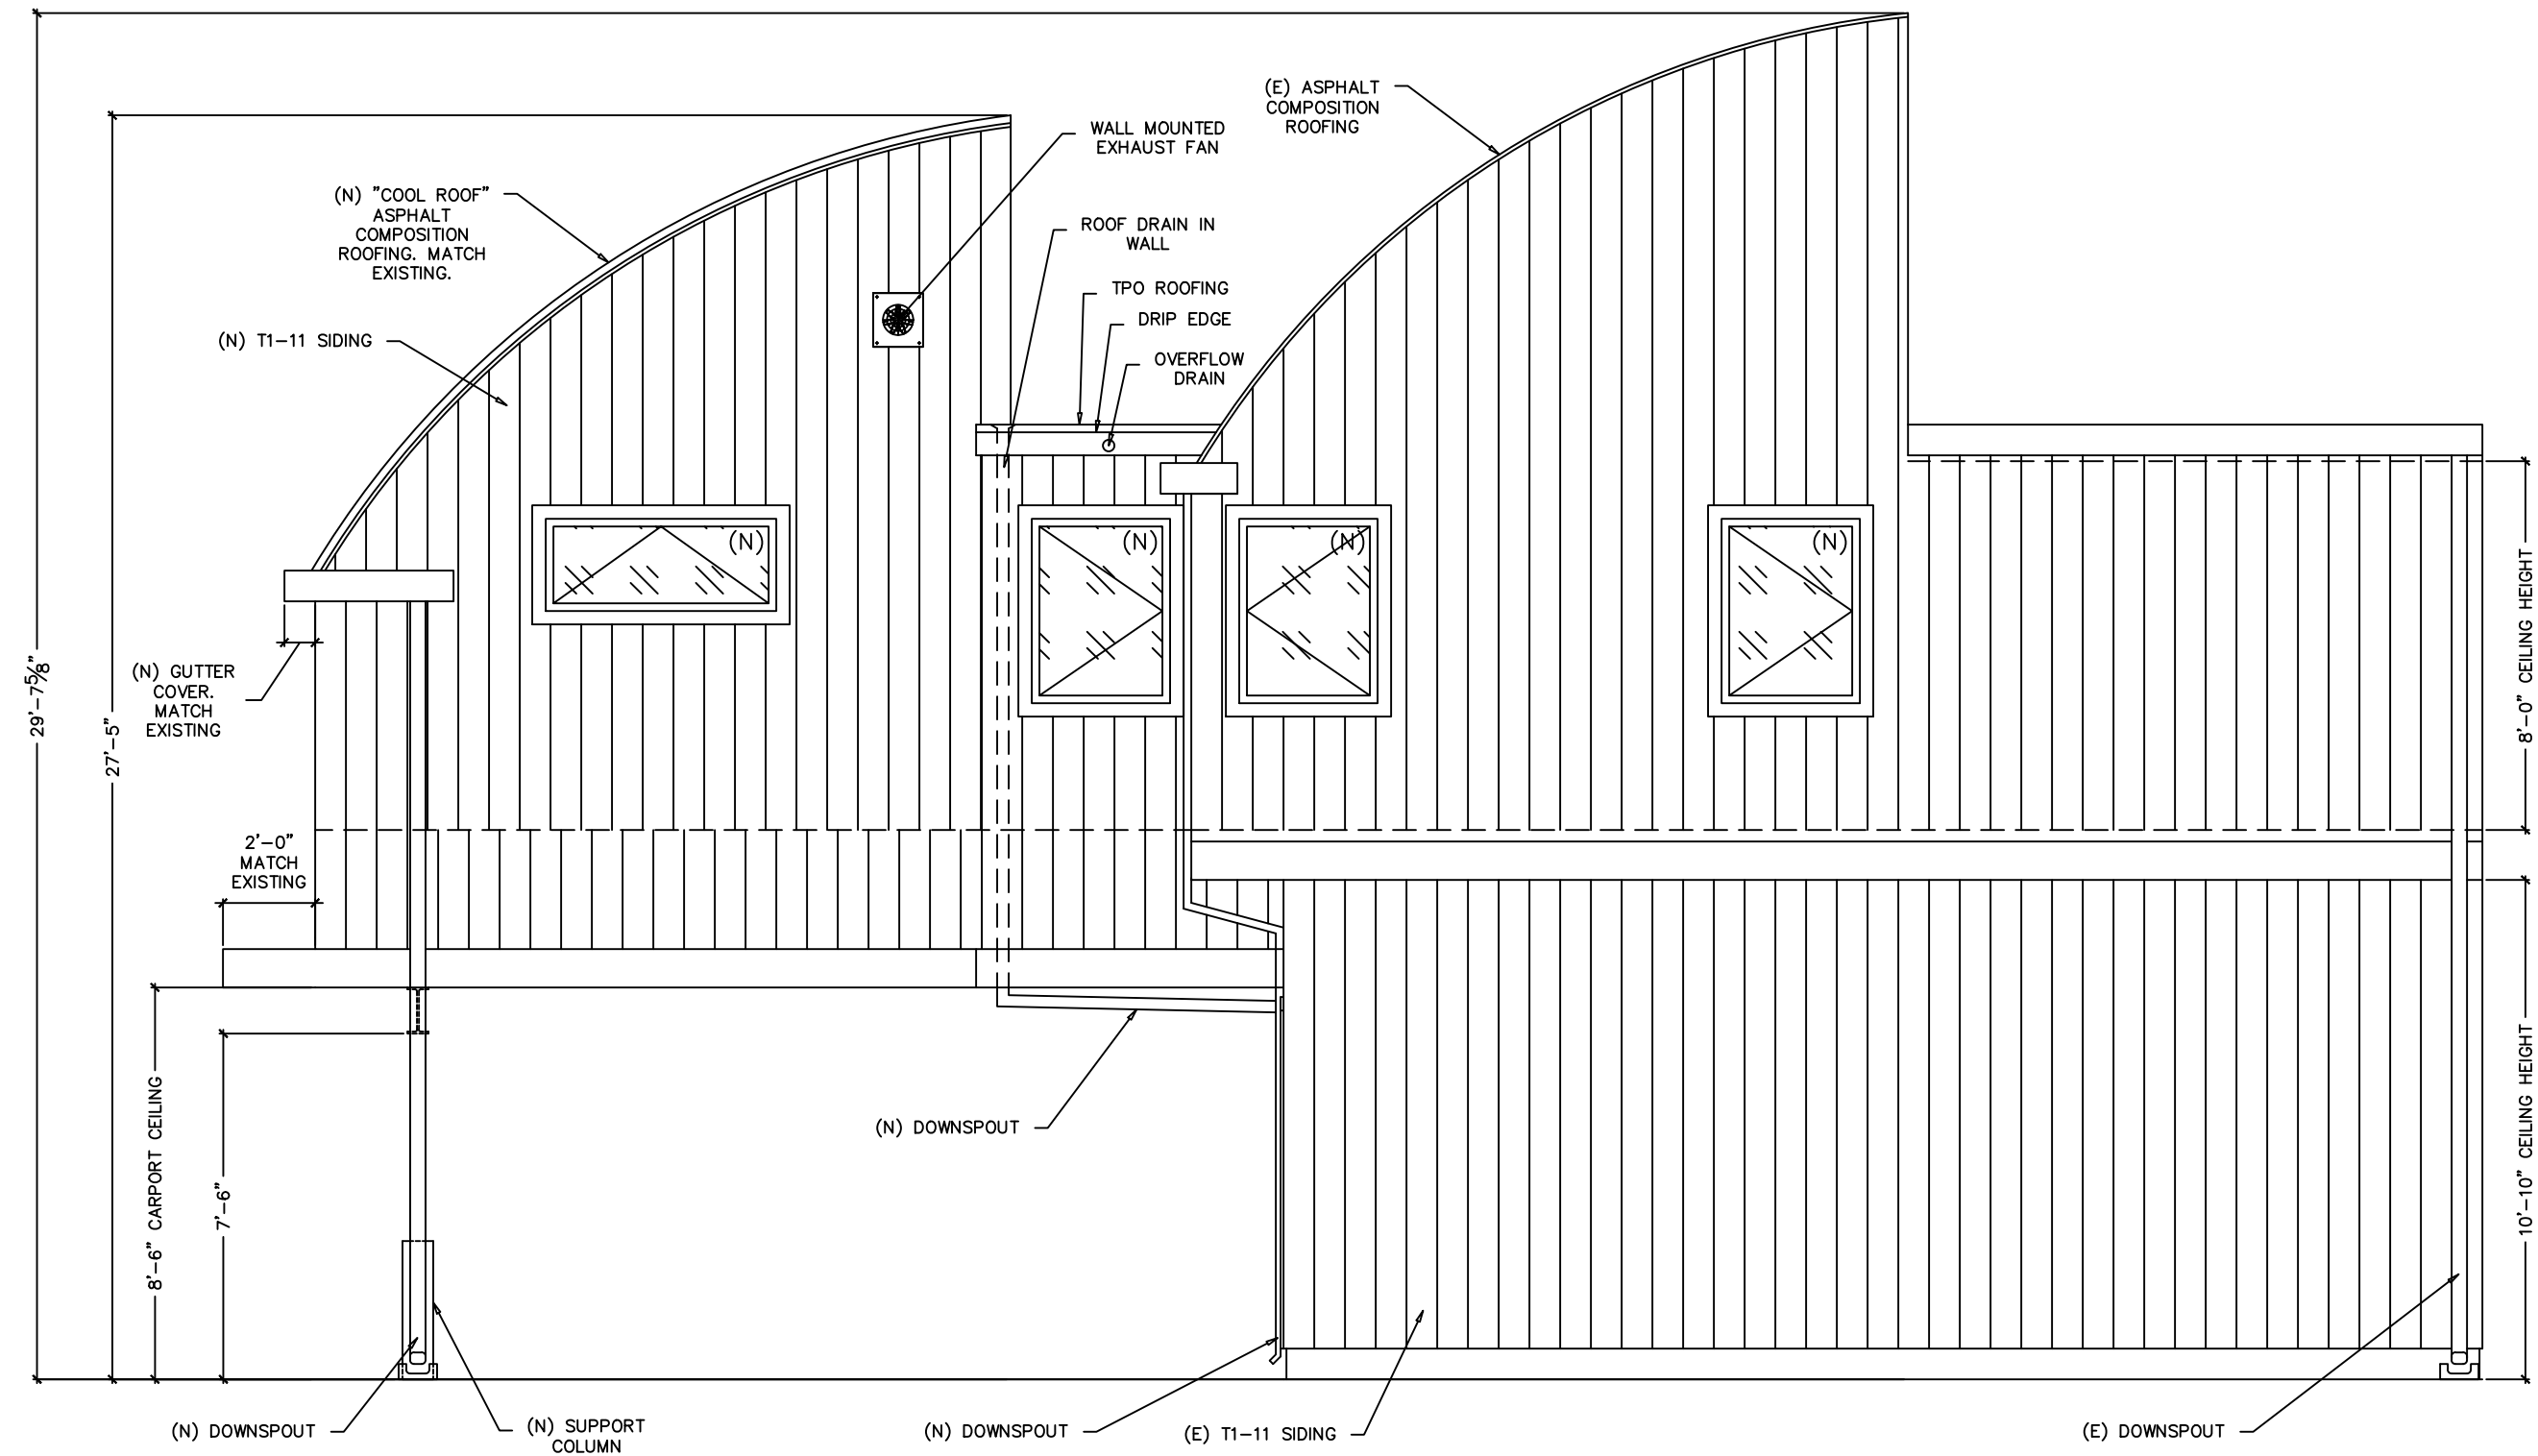 (E) ASPHALT
COMPOSITION
ROOFING
WALL MOUNTED
EXHAUST FAN
(N) "COOL ROOF"
ASPHALT
COMPOSITION
ROOFING. MATCH
EXISTING.
ROOF DRAIN IN
WALL
TPO ROOFING
DRIP EDGE
(N) T1-11 SIDING
OVERFLOW
DRAIN
(N)
(N)
(N)
(N)
8'-0" CEILING HEIGHT
(N) GUTTER
COVER.
MATCH
EXISTING
29'-7⅝"
27'-5"
2'-0"
MATCH
EXISTING
8'-6" CARPORT CEILING
7'-6"
10'-10" CEILING HEIGHT
(N) DOWNSPOUT
(N) DOWNSPOUT
(N) SUPPORT
COLUMN
(N) DOWNSPOUT
(E) T1-11 SIDING
(E) DOWNSPOUT